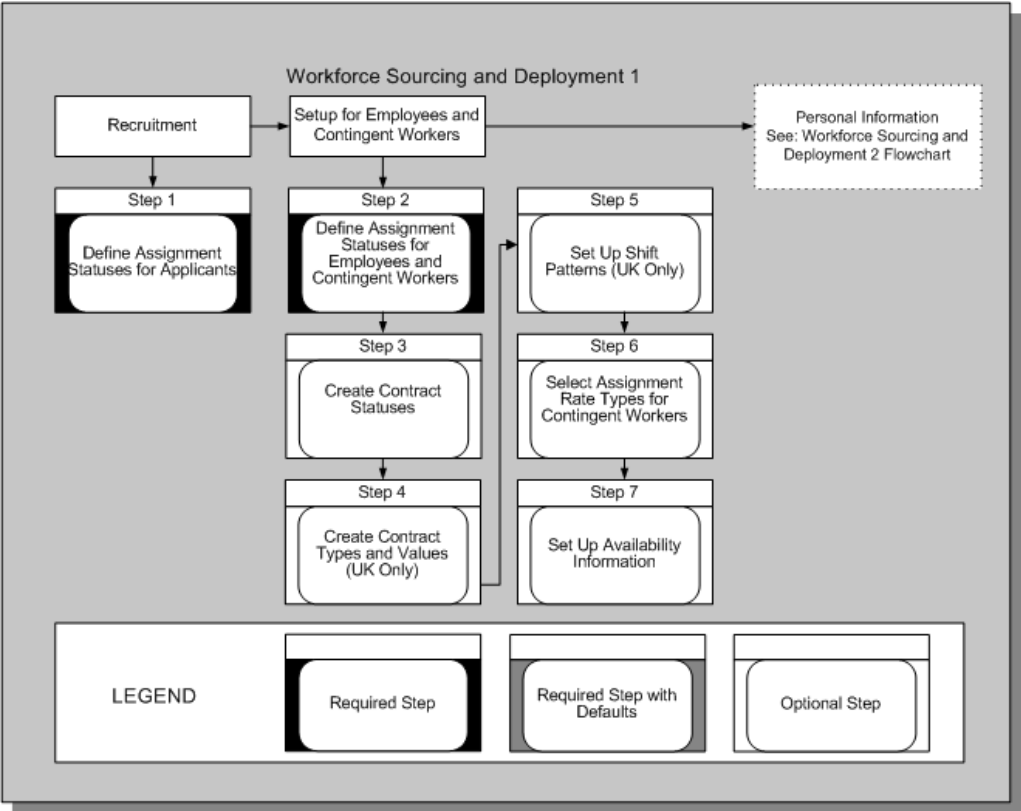 Workforce Sourcing and Deployment 1
Recruitment
Setup for Employees and
Contingent Workers
Personal Information
See: Workforce Sourcing and
Deployment 2 Flowchart
Step 1
Define Assignment
Statuses for Applicants
Step 2
Define Assignment
Statuses for
Employees and
Contingent Workers
Step 3
Create Contract
Statuses
Step 4
Create Contract
Types and Values
(UK Only)
Step 5
Set Up Shift
Patterns (UK Only)
Step 6
Select Assignment
Rate Types for
Contingent Workers
Step 7
Set Up Availability
Information
LEGEND
Required Step
Required Step with
Defaults
Optional Step